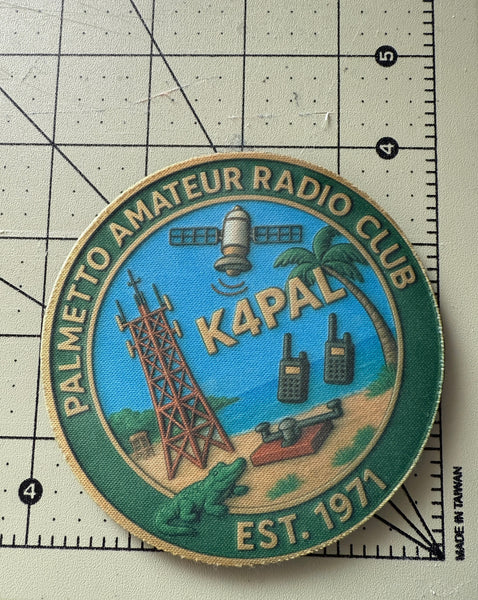 5
4
PALMETTO AMATEUR RADIO CLUB
K4PAL
4
EST. 1971
MADE IN TAIWAN